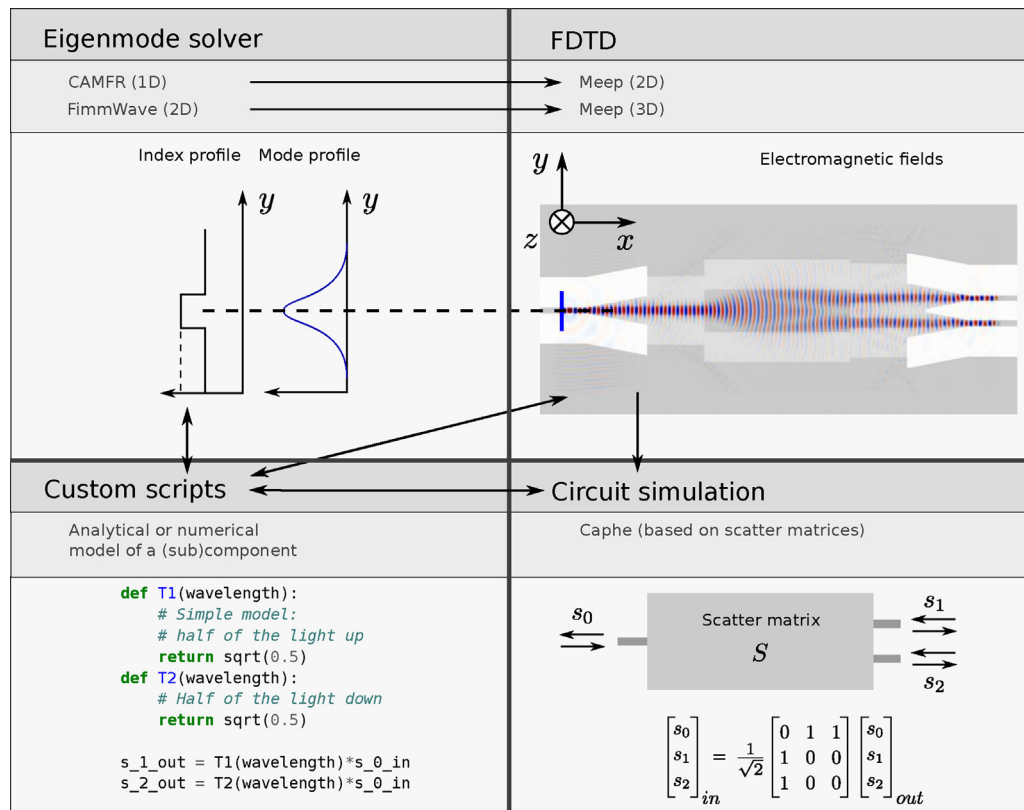 Eigenmode solver
CAMFR (1D)
FimmWave (2D)
Index profile Mode profile
y
y
FDTD
Meep (2D)
Meep (3D)
Electromagnetic fields
y
z
x
Custom scripts
Analytical or numerical
model of a (sub)component
def T1(wavelength):
# Simple model:
# half of the light up
return sqrt(0.5)
def T2(wavelength):
# Half of the light down
return sqrt(0.5)
s_1_out = T1(wavelength)*s_0_in
s_2_out = T2(wavelength)*s_0_in
Circuit simulation
Caphe (based on scatter matrices)
s0
Scatter matrix
S
s1
s2
[s0 s1 s2]in = 1/√2 [0 1 1; 1 0 0; 1 0 0] [s0 s1 s2]out